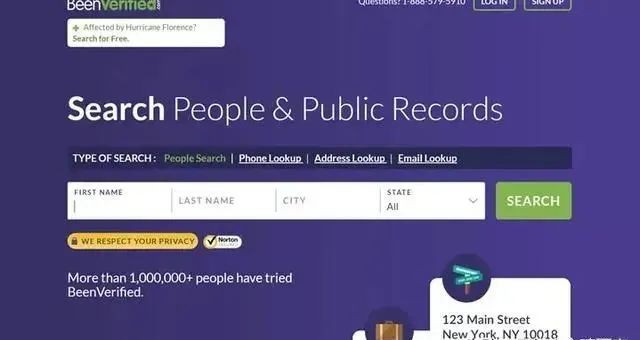 BeenVerified
Questions? 1-888-579-5910
LOG IN
SIGN UP
Affected by Hurricane Florence?
Search for Free.
Search People & Public Records
TYPE OF SEARCH : People Search | Phone Lookup | Address Lookup | Email Lookup
FIRST NAME
LAST NAME
CITY
STATE
All
SEARCH
WE RESPECT YOUR PRIVACY
Norton
More than 1,000,000+ people have tried
BeenVerified.
123 Main Street
New York, NY 10018